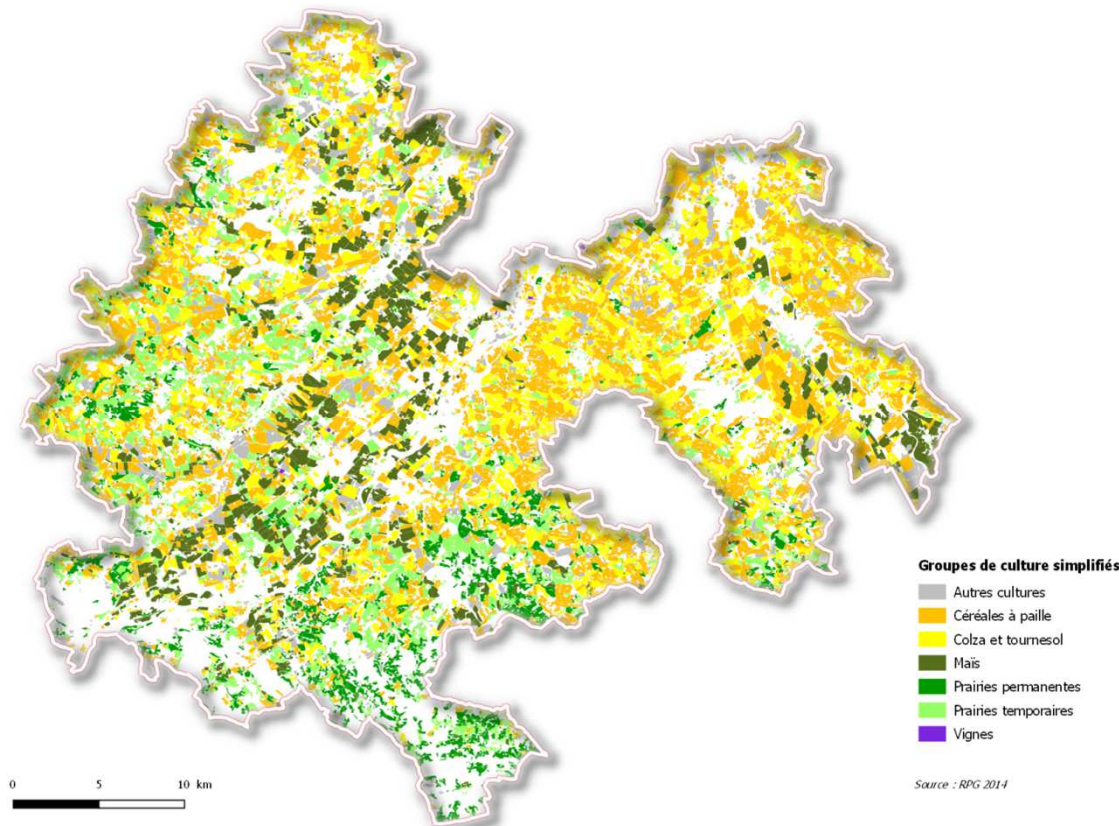 Groupes de culture simplifiés
Autres cultures
Céréales à paille
Colza et tournesol
Maïs
Prairies permanentes
Prairies temporaires
Vignes
0 5 10 km
Source : RPG 2014